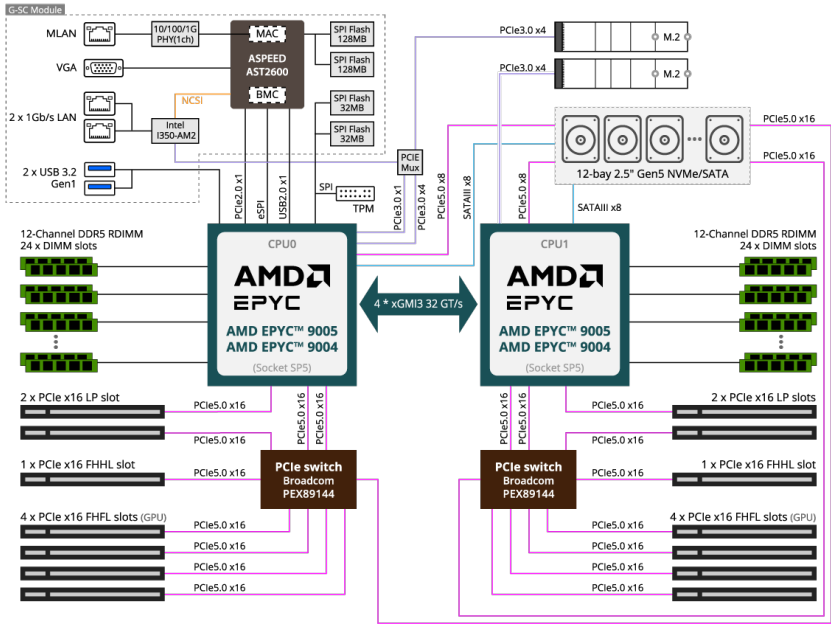 G-SC Module
MLAN
10/100/1G
PHY(1ch)
MAC
ASPEED
AST2600
BMC
SPI Flash
128MB
SPI Flash
128MB
SPI Flash
32MB
SPI Flash
32MB
VGA
2 x 1Gb/s LAN
NCSI
Intel
I350-AM2
2 x USB 3.2
Gen1
PCIe2.0 x1
eSPI
USB2.0 x1
SPI
TPM
PCIE
Mux
PCIe3.0 x1
PCIe3.0 x4
PCIe5.0 x8
SATAIII x8
PCIe5.0 x8
SATAIII x8
PCIe3.0 x4
M.2
PCIe3.0 x4
M.2
12-bay 2.5" Gen5 NVMe/SATA
PCIe5.0 x16
PCIe5.0 x16
12-Channel DDR5 RDIMM
24 x DIMM slots
CPU0
AMD
EPYC
AMD EPYC™ 9005
AMD EPYC™ 9004
(Socket SP5)
4 * xGMI3 32 GT/s
CPU1
AMD
EPYC
AMD EPYC™ 9005
AMD EPYC™ 9004
(Socket SP5)
12-Channel DDR5 RDIMM
24 x DIMM slots
2 x PCIe x16 LP slot
PCIe5.0 x16
PCIe5.0 x16
PCIe5.0 x16
PCIe5.0 x16
1 x PCIe x16 FHHL slot
PCIe5.0 x16
PCIe switch
Broadcom
PEX89144
4 x PCIe x16 FHFL slots (GPU)
PCIe5.0 x16
PCIe5.0 x16
PCIe5.0 x16
PCIe5.0 x16
PCIe5.0 x16
PCIe5.0 x16
2 x PCIe x16 LP slots
PCIe5.0 x16
PCIe5.0 x16
PCIe switch
Broadcom
PEX89144
1 x PCIe x16 FHHL slot
PCIe5.0 x16
4 x PCIe x16 FHFL slots (GPU)
PCIe5.0 x16
PCIe5.0 x16
PCIe5.0 x16
PCIe5.0 x16